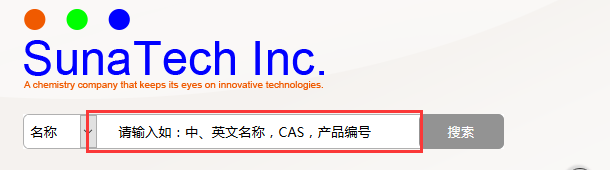 SunaTech Inc.
A chemistry company that keeps its eyes on innovative technologies.
名称 请输入如：中、英文名称，CAS，产品编号 搜索